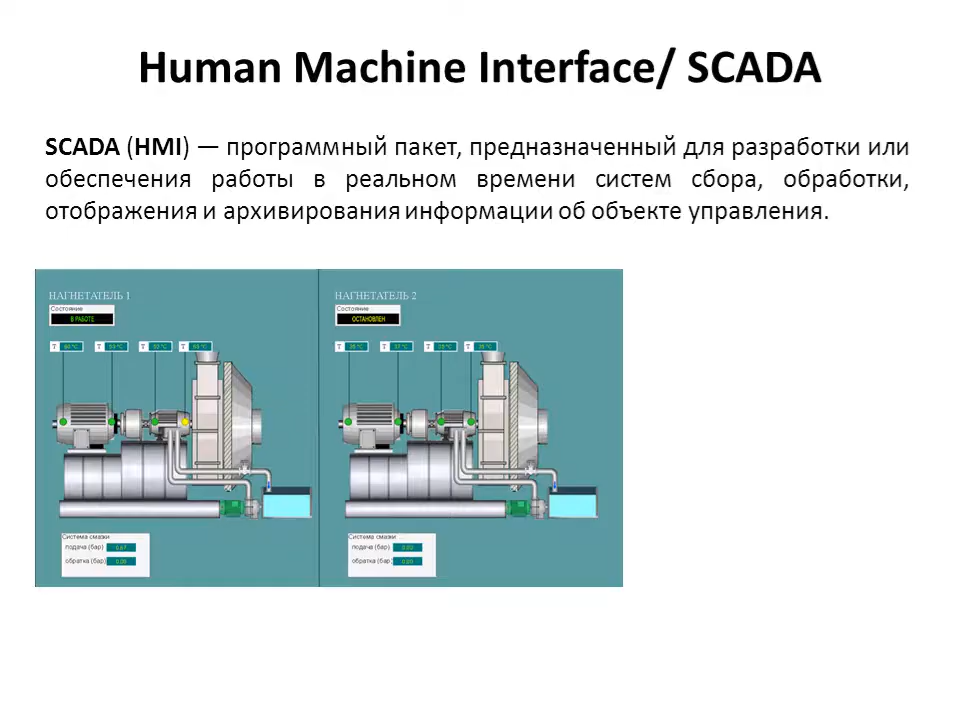 Human Machine Interface/ SCADA
SCADA (HMI) — программный пакет, предназначенный для разработки или
обеспечения работы в реальном времени систем сбора, обработки,
отображения и архивирования информации об объекте управления.
НАГНЕТАТЕЛЬ 1
Состояние
В РАБОТЕ
T T T T
НАГНЕТАТЕЛЬ 2
Состояние
ОСТАНОВЛЕН
T T T T
Система смазки
подача (бар)
обратка (бар)
Система смазки
подача (бар)
обратка (бар)